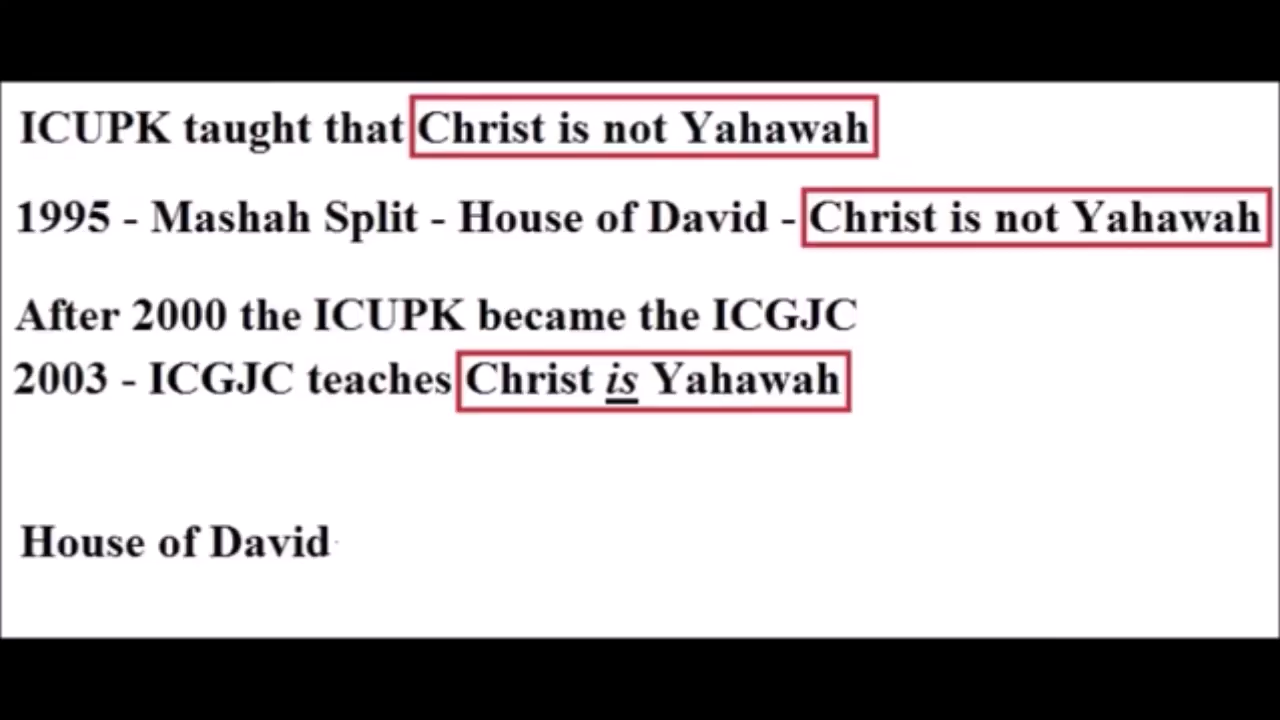 ICUPK taught that Christ is not Yahawah
1995 - Mashah Split - House of David - Christ is not Yahawah
After 2000 the ICUPK became the ICGJC
2003 - ICGJC teaches Christ is Yahawah
House of David